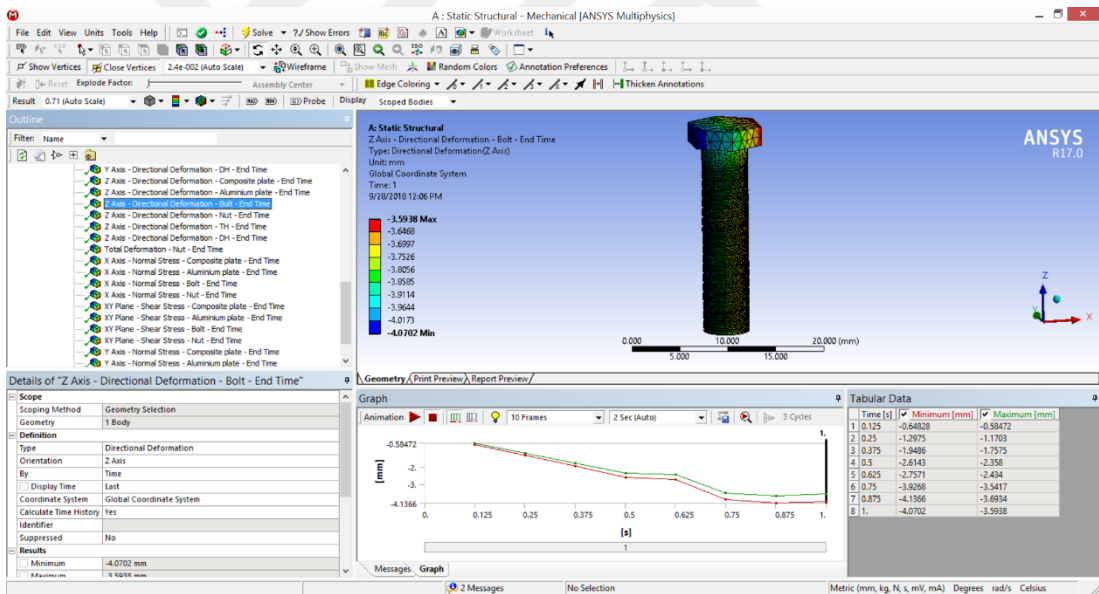 A : Static Structural - Mechanical [ANSYS Multiphysics]
File Edit View Units Tools Help Solve ?/ Show Errors Worksheet
Show Vertices Close Vertices 2.4e-002 (Auto Scale) Wireframe Show Mesh Random Colors Annotation Preferences
Reset Explode Factor: Assembly Center Edge Coloring Thicken Annotations
Result 0.71 (Auto Scale) Probe Display Scoped Bodies
Outline
Filter: Name
Y Axis - Directional Deformation - DH - End Time
Z Axis - Directional Deformation - Composite plate - End Time
Z Axis - Directional Deformation - Aluminium plate - End Time
Z Axis - Directional Deformation - Bolt - End Time
Z Axis - Directional Deformation - Nut - End Time
Z Axis - Directional Deformation - TH - End Time
Z Axis - Directional Deformation - DH - End Time
Total Deformation - Nut - End Time
X Axis - Normal Stress - Composite plate - End Time
X Axis - Normal Stress - Aluminium plate - End Time
X Axis - Normal Stress - Bolt - End Time
X Axis - Normal Stress - Nut - End Time
XY Plane - Shear Stress - Composite plate - End Time
XY Plane - Shear Stress - Aluminium plate - End Time
XY Plane - Shear Stress - Bolt - End Time
XY Plane - Shear Stress - Nut - End Time
Y Axis - Normal Stress - Composite plate - End Time
Y Axis - Normal Stress - Aluminium plate - End Time
A: Static Structural
Z Axis - Directional Deformation - Bolt - End Time
Type: Directional Deformation(Z Axis)
Unit: mm
Global Coordinate System
Time: 1
9/28/2018 12:06 PM
-3.5938 Max
-3.6468
-3.6997
-3.7526
-3.8056
-3.8585
-3.9114
-3.9644
-4.0173
-4.0702 Min
ANSYS
R17.0
Z
X
0.000 10.000 20.000 (mm)
5.000 15.000
Geometry Print Preview Report Preview
Details of "Z Axis - Directional Deformation - Bolt - End Time"
Scope
Scoping Method Geometry Selection
Geometry 1 Body
Definition
Type Directional Deformation
Orientation Z Axis
By Time
Display Time Last
Coordinate System Global Coordinate System
Calculate Time History Yes
Identifier
Suppressed No
Results
Minimum -4.0702 mm
Maximum -3.5938 mm
Graph
Animation 10 Frames 2 Sec (Auto) 3 Cycles
1.
-0.58472
-2.
-3.
-4.1366
[mm]
0. 0.125 0.25 0.375 0.5 0.625 0.75 0.875 1.
[s]
1
Messages Graph
Tabular Data
Time [s] Minimum [mm] Maximum [mm]
1 0.125 -0.64828 -0.58472
2 0.25 -1.2975 -1.1703
3 0.375 -1.9486 -1.7575
4 0.5 -2.6143 -2.358
5 0.625 -2.7571 -2.434
6 0.75 -3.9268 -3.5417
7 0.875 -4.1366 -3.6934
8 1. -4.0702 -3.5938
2 Messages No Selection Metric (mm, kg, N, s, mV, mA) Degrees rad/s Celsius